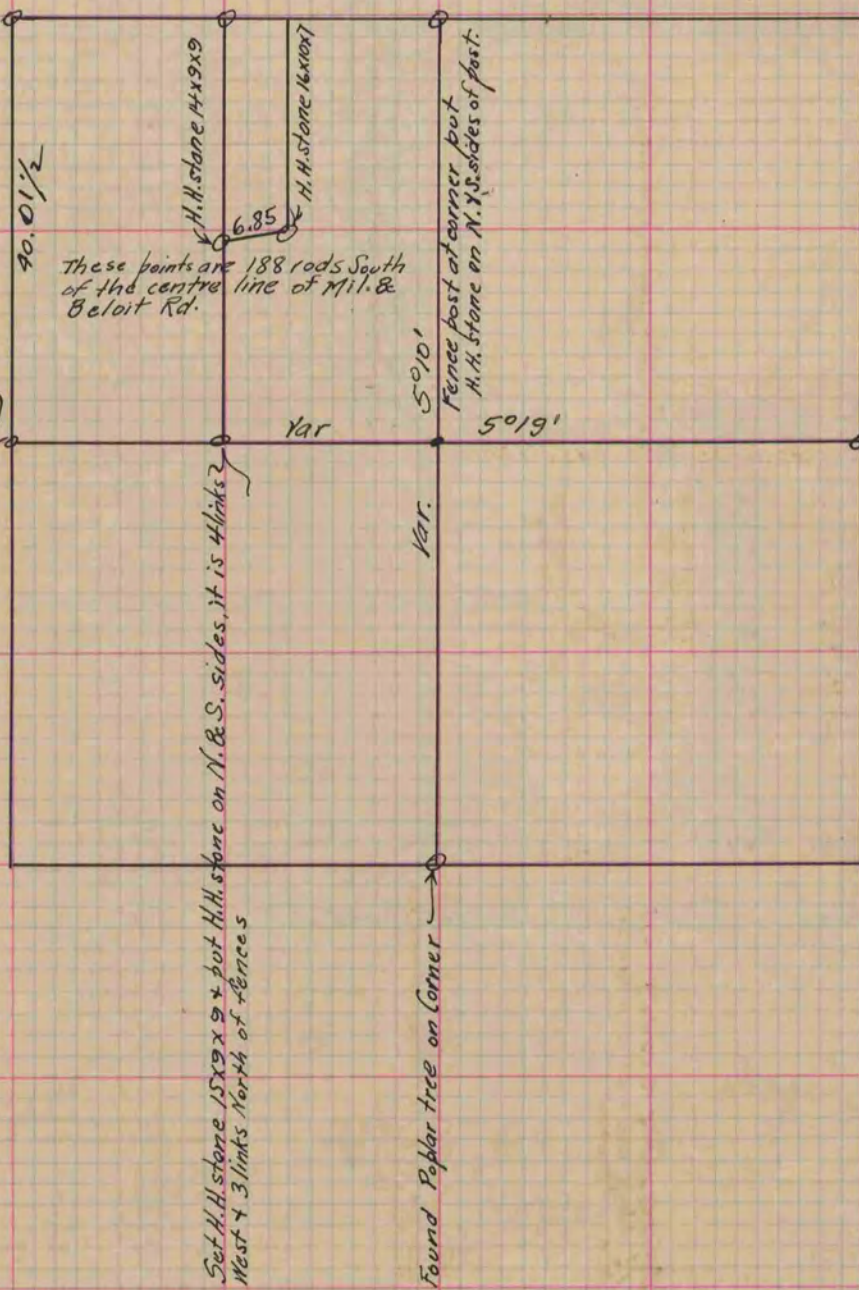 40.01½
H.H. stone 14x9x9
6.85
H.H. stone 16x10x7
These points are 188 rods South
of the centre line of Mil. &
Beloit Rd.
Fence post at corner put
H.H. stone on N. & S. sides of post.
5°10'
Var
5°19'
Var.
Set H.H. stone 15x9x9 & put H.H. stone on N. & S. sides, it is 4 links
West & 3 links North of fences
Found Poplar tree on Corner